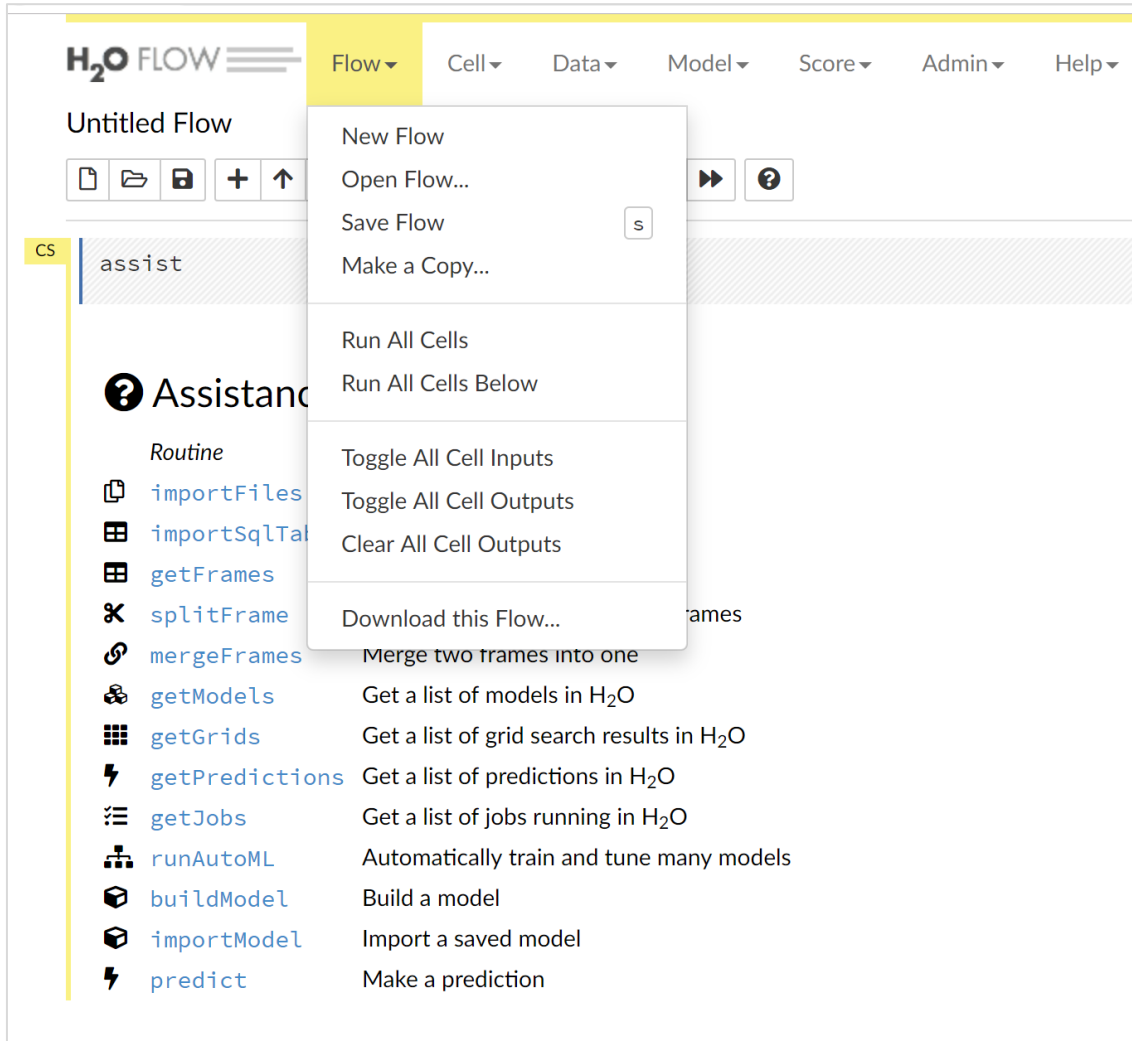 H2O FLOW Flow Cell Data Model Score Admin Help
Untitled Flow
New Flow
Open Flow...
Save Flow s
Make a Copy...
Run All Cells
Run All Cells Below
Toggle All Cell Inputs
Toggle All Cell Outputs
Clear All Cell Outputs
Download this Flow...
CS
assist
Routine
importFiles
getFrames
splitFrame
mergeFrames Merge two frames into one
getModels Get a list of models in H2O
getGrids Get a list of grid search results in H2O
getPredictions Get a list of predictions in H2O
getJobs Get a list of jobs running in H2O
runAutoML Automatically train and tune many models
buildModel Build a model
importModel Import a saved model
predict Make a prediction